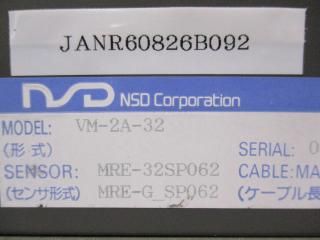 JANR60826B092
NSD NSD Corporation
MODEL: VM-2A-32
(形式) SERIAL: 0
SENSOR: MRE-32SP062 CABLE:MA
(センサ形式) MRE-G_SP062 (ケーブル長